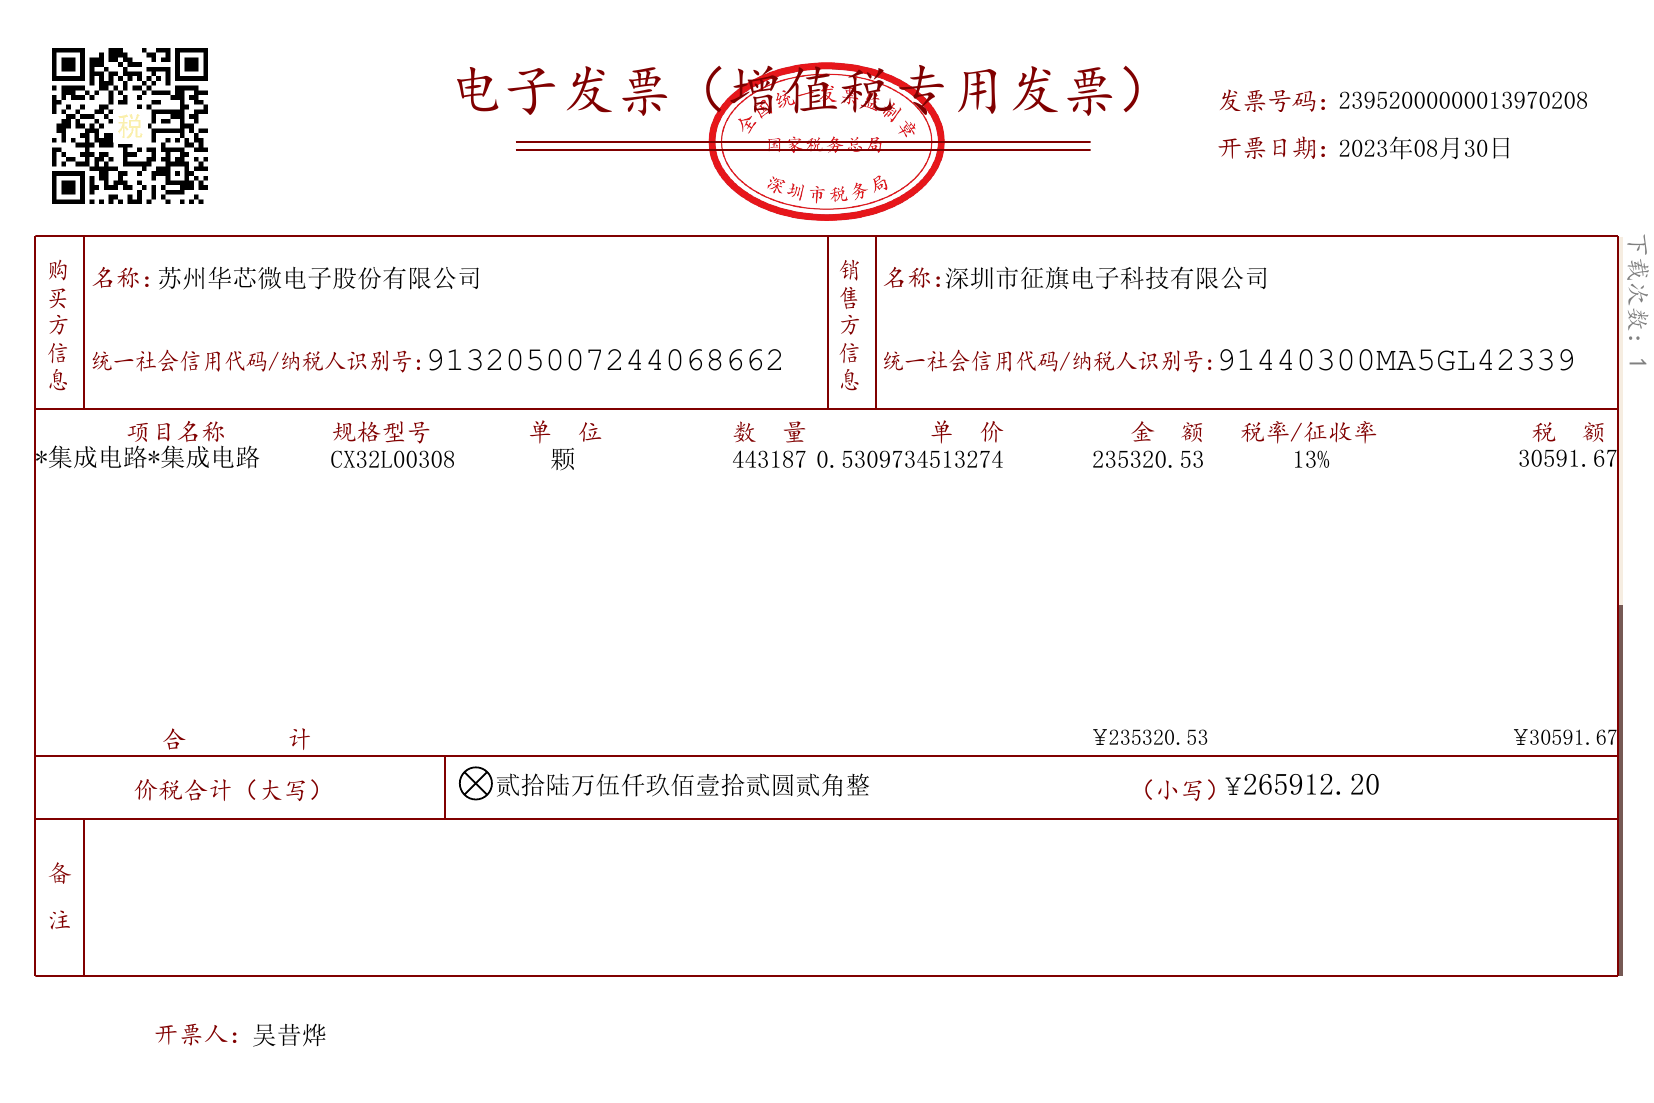 电子发票（增值税专用发票）
全国统一发票监制章
国家税务总局
深圳市税务局
发票号码：23952000000013970208
开票日期：2023年08月30日
税
下载次数：1
购买方信息
名称：苏州华芯微电子股份有限公司
统一社会信用代码/纳税人识别号：913205007244068662
销售方信息
名称：深圳市征旗电子科技有限公司
统一社会信用代码/纳税人识别号：91440300MA5GL42339
项目名称 规格型号 单 位 数 量 单 价 金 额 税率/征收率 税 额
*集成电路*集成电路 CX32L00308 颗 443187 0.5309734513274 235320.53 13% 30591.67
合 计 ¥235320.53 ¥30591.67
价税合计（大写） 贰拾陆万伍仟玖佰壹拾贰圆贰角整 （小写）¥265912.20
备注
开票人：吴昔烨